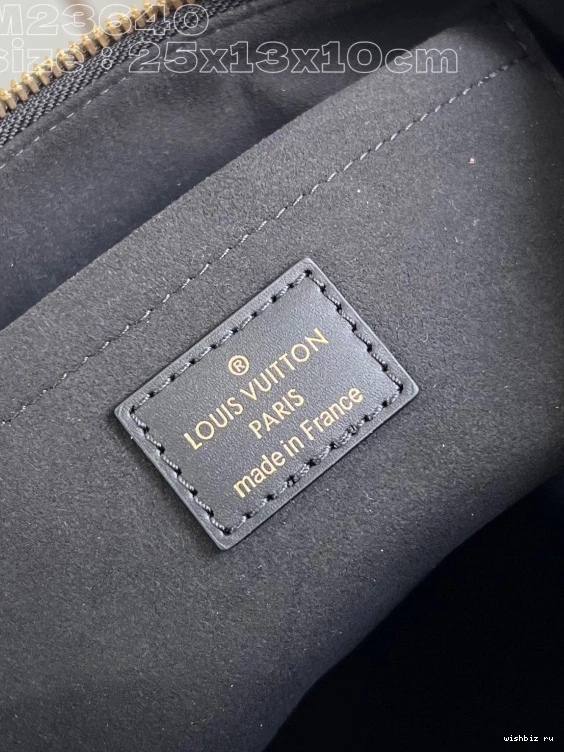 M23640
size : 25x13x10cm
®
LOUIS VUITTON
PARIS
made in France
wishbiz ru